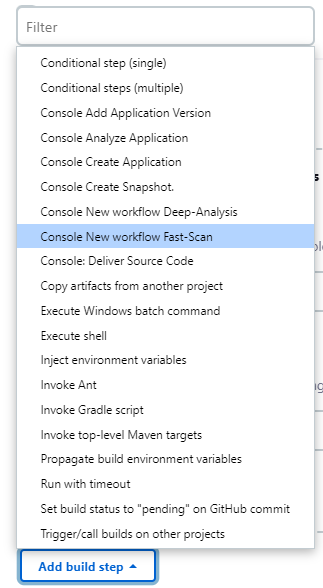 Filter
Conditional step (single)
Conditional steps (multiple)
Console Add Application Version
Console Analyze Application
Console Create Application
Console Create Snapshot.
Console New workflow Deep-Analysis
Console New workflow Fast-Scan
Console: Deliver Source Code
Copy artifacts from another project
Execute Windows batch command
Execute shell
Inject environment variables
Invoke Ant
Invoke Gradle script
Invoke top-level Maven targets
Propagate build environment variables
Run with timeout
Set build status to "pending" on GitHub commit
Trigger/call builds on other projects
Add build step